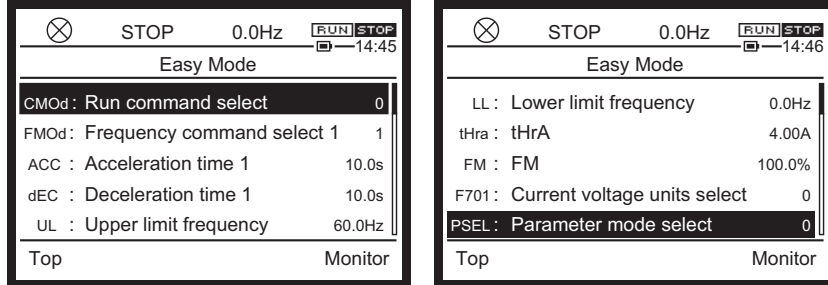 STOP 0.0Hz RUN STOP
14:45
Easy Mode
CMOd : Run command select 0
FMOd : Frequency command select 1 1
ACC : Acceleration time 1 10.0s
dEC : Deceleration time 1 10.0s
UL : Upper limit frequency 60.0Hz
Top Monitor
STOP 0.0Hz RUN STOP
14:46
Easy Mode
LL : Lower limit frequency 0.0Hz
tHra : tHrA 4.00A
FM : FM 100.0%
F701 : Current voltage units select 0
PSEL : Parameter mode select 0
Top Monitor